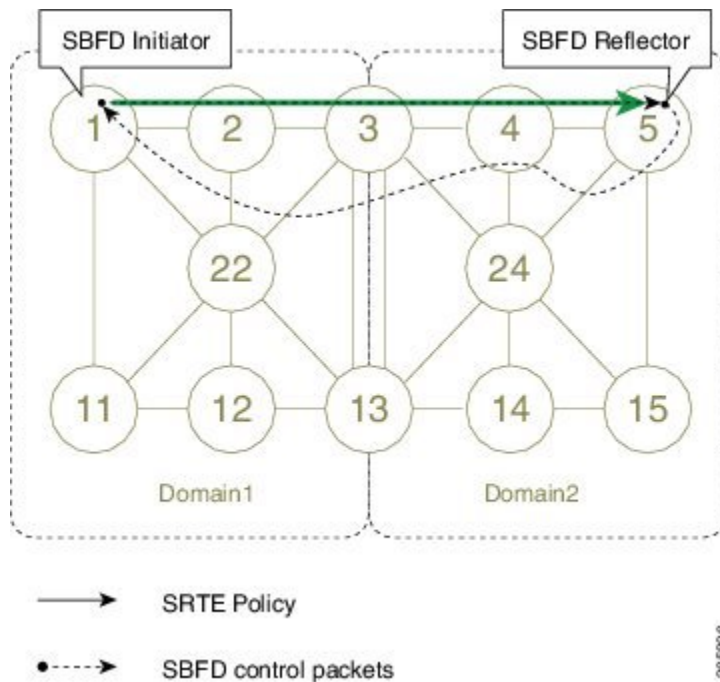 SBFD Initiator
SBFD Reflector
1
2
3
4
5
22
24
11
12
13
14
15
Domain1
Domain2
SRTE Policy
SBFD control packets